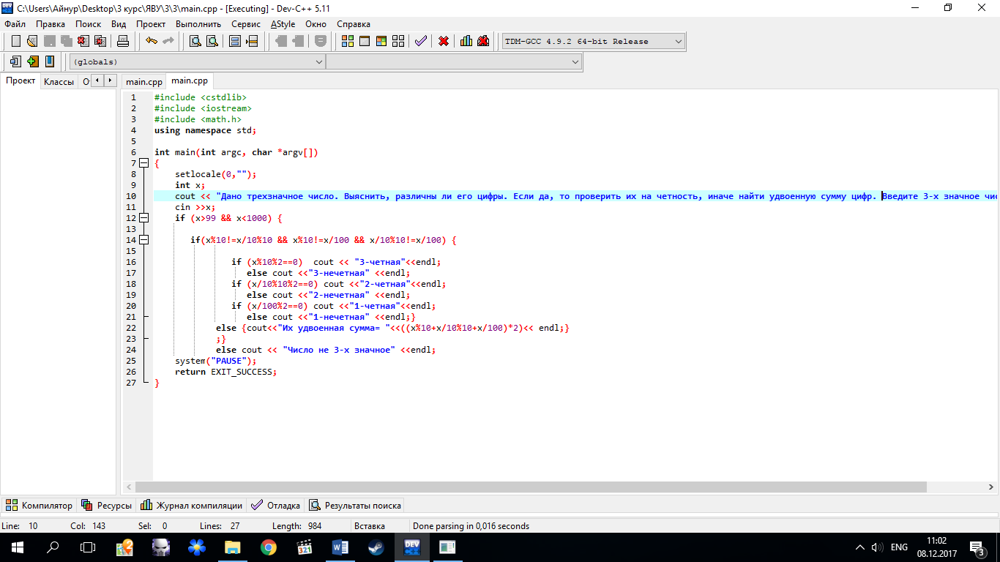 C:\Users\Айнур\Desktop\3 курс\ЯВУ\3\3\main.cpp - [Executing] - Dev-C++ 5.11
Файл Правка Поиск Вид Проект Выполнить Сервис AStyle Окно Справка
TDM-GCC 4.9.2 64-bit Release
(globals)
Проект Классы О
main.cpp main.cpp
1 #include <cstdlib>
2 #include <iostream>
3 #include <math.h>
4 using namespace std;
5
6 int main(int argc, char *argv[])
7 {
8 setlocale(0,"");
9 int x;
10 cout << "Дано трехзначное число. Выяснить, различны ли его цифры. Если да, то проверить их на четность, иначе найти удвоенную сумму цифр. Введите 3-х значное чис
11 cin >>x;
12 if (x>99 && x<1000) {
13
14 if(x%10!=x/10%10 && x%10!=x/100 && x/10%10!=x/100) {
15
16 if (x%10%2==0) cout << "3-четная"<<endl;
17 else cout <<"3-нечетная" <<endl;
18 if (x/10%10%2==0) cout <<"2-четная"<<endl;
19 else cout <<"2-нечетная" <<endl;
20 if (x/100%2==0) cout <<"1-четная"<<endl;
21 else cout <<"1-нечетная" <<endl;}
22 else {cout<<"Их удвоенная сумма= "<<((x%10+x/10%10+x/100)*2)<< endl;}
23 ;}
24 else cout << "Число не 3-х значное" <<endl;
25 system("PAUSE");
26 return EXIT_SUCCESS;
27 }
Компилятор Ресурсы Журнал компиляции Отладка Результаты поиска
Line: 10 Col: 143 Sel: 0 Lines: 27 Length: 984 Вставка Done parsing in 0,016 seconds
321
DEV
ENG
11:02
08.12.2017
3